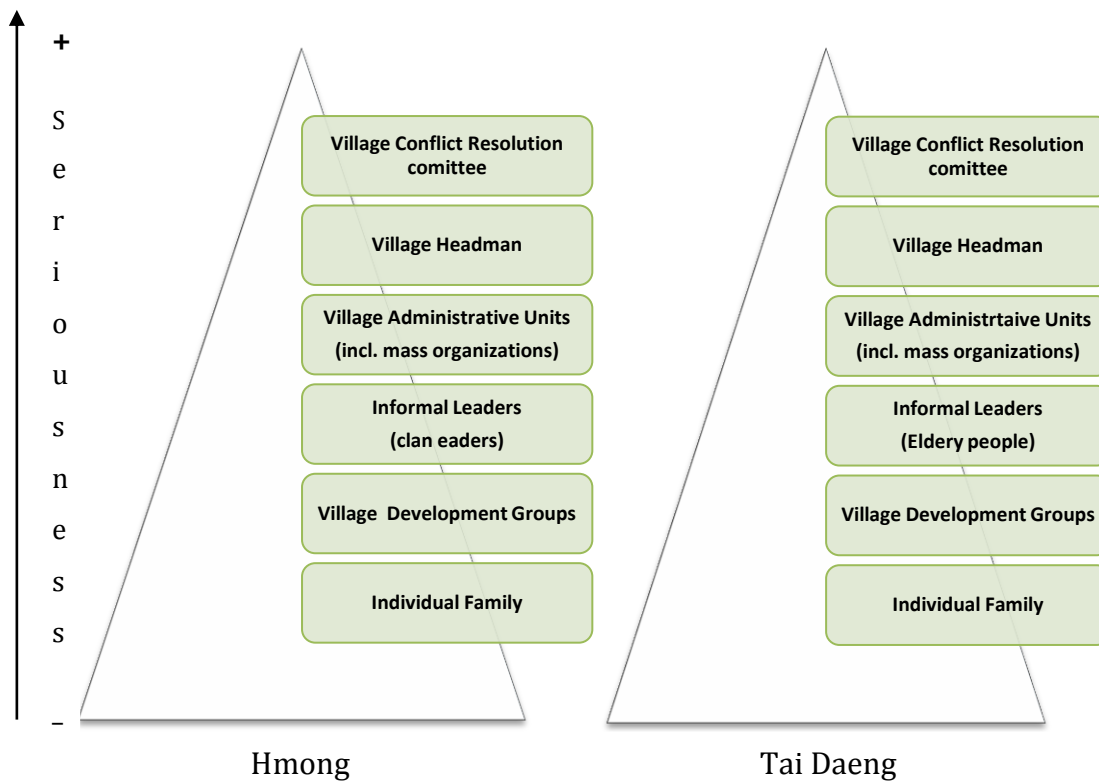 +
Seriousness
–
Village Conflict Resolution
comittee
Village Headman
Village Administrative Units
(incl. mass organizations)
Informal Leaders
(clan eaders)
Village Development Groups
Individual Family
Hmong
Village Conflict Resolution
comittee
Village Headman
Village Administrtaive Units
(incl. mass organizations)
Informal Leaders
(Eldery people)
Village Development Groups
Individual Family
Tai Daeng